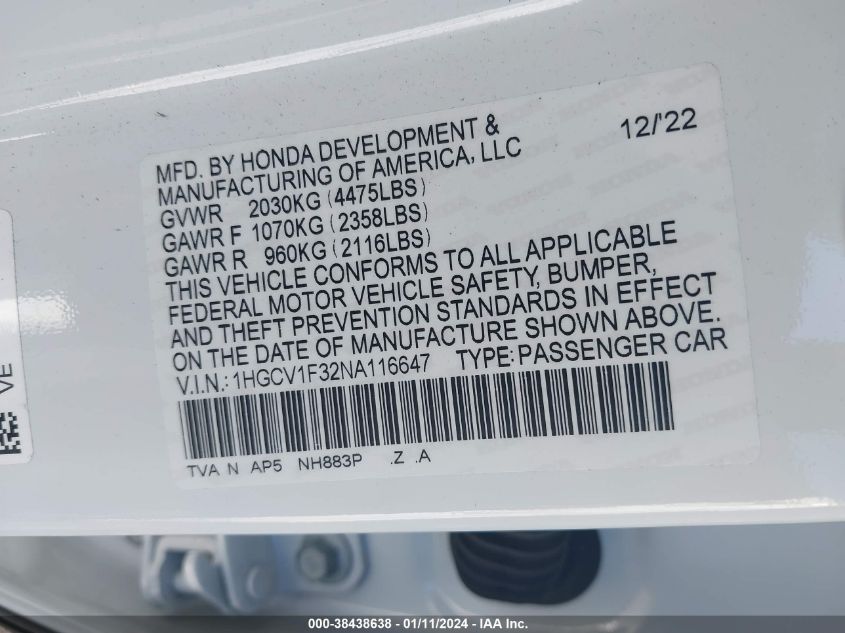 12/'22
MFD. BY HONDA DEVELOPMENT &
MANUFACTURING OF AMERICA, LLC
GVWR 2030KG (4475LBS)
GAWR F 1070KG (2358LBS)
GAWR R 960KG (2116LBS)
THIS VEHICLE CONFORMS TO ALL APPLICABLE
FEDERAL MOTOR VEHICLE SAFETY, BUMPER,
AND THEFT PREVENTION STANDARDS IN EFFECT
ON THE DATE OF MANUFACTURE SHOWN ABOVE.
V.I.N.: 1HGCV1F32NA116647 TYPE: PASSENGER CAR
TVA N AP5 NH883P .Z .A
VE
000-38438638 - 01/11/2024 - IAA Inc.